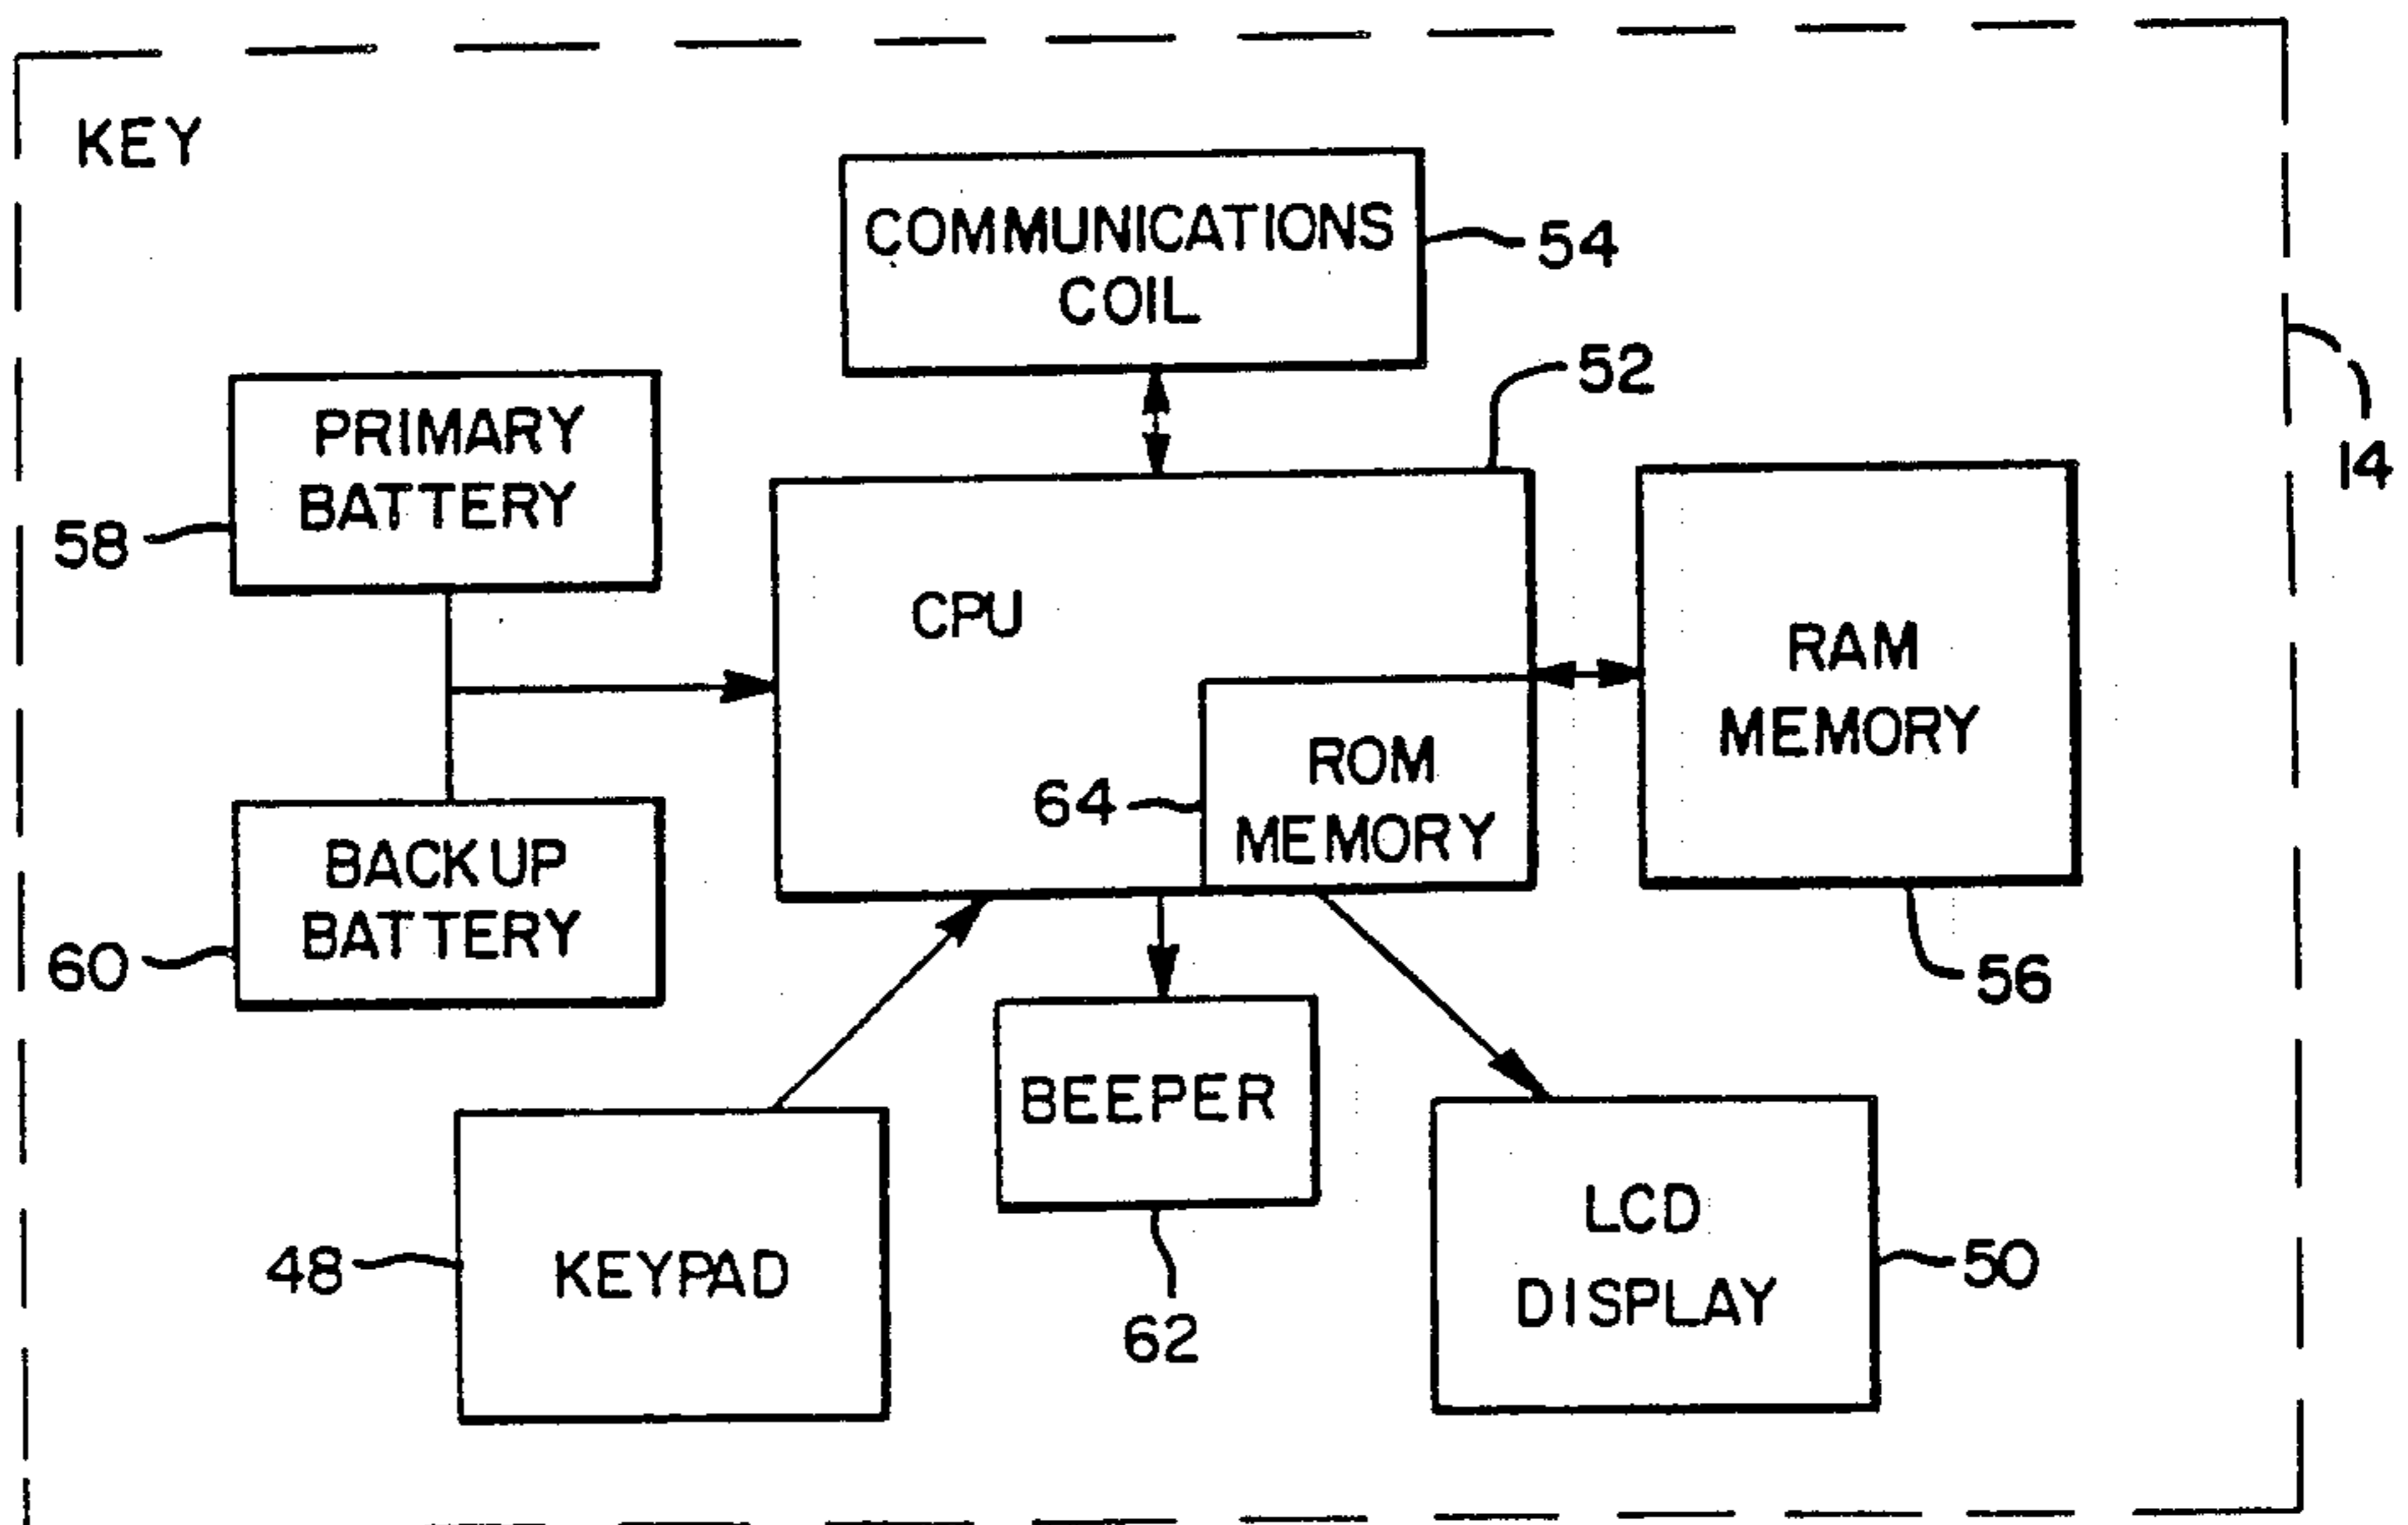 KEY
COMMUNICATIONS
COIL
54
52
14
PRIMARY
BATTERY
58
CPU
RAM
MEMORY
56
ROM
MEMORY
64
BACKUP
BATTERY
60
BEEPER
62
KEYPAD
48
LCD
DISPLAY
50